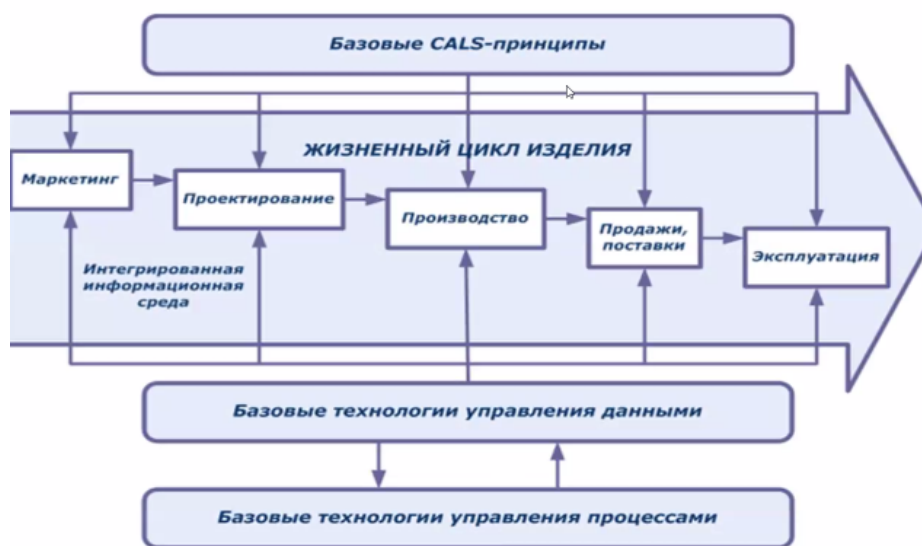 Базовые CALS-принципы
ЖИЗНЕННЫЙ ЦИКЛ ИЗДЕЛИЯ
Маркетинг
Проектирование
Производство
Продажи,
поставки
Эксплуатация
Интегрированная
информационная
среда
Базовые технологии управления данными
Базовые технологии управления процессами